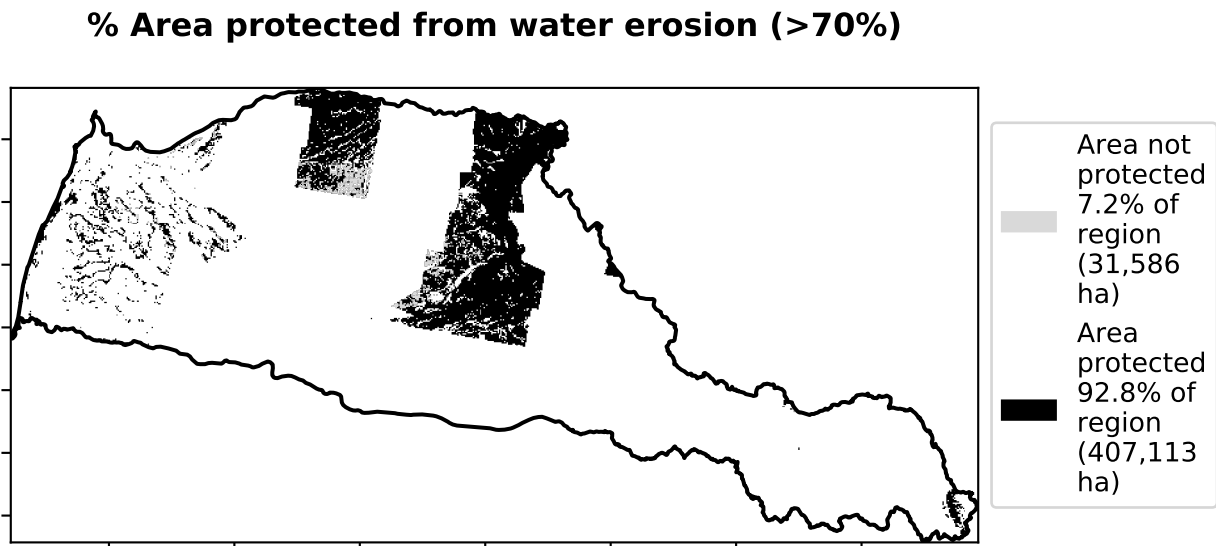 % Area protected from water erosion (>70%)
Area not
protected
7.2% of
region
(31,586
ha)
Area
protected
92.8% of
region
(407,113
ha)